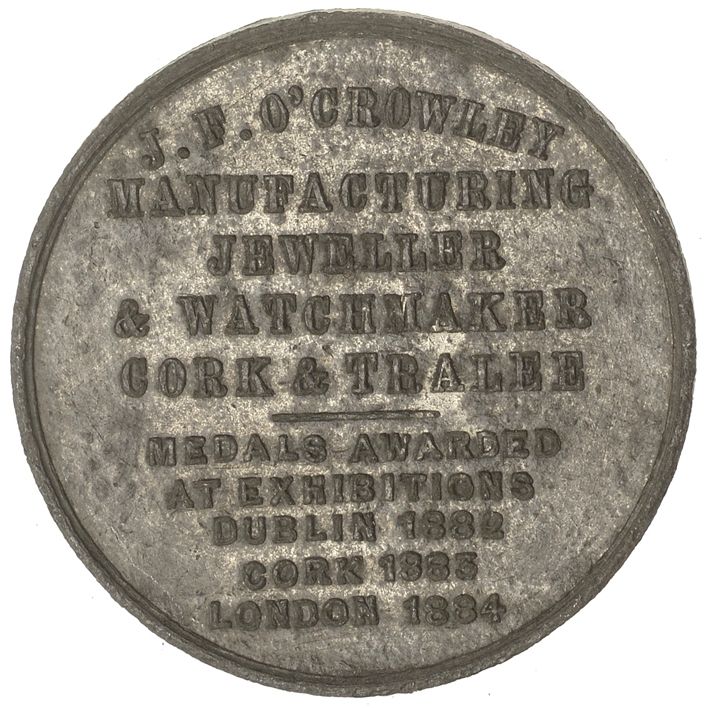 J. F. O'CROWLEY
MANUFACTURING
JEWELLER
& WATCHMAKER
CORK & TRALEE
MEDALS AWARDED
AT EXHIBITIONS
DUBLIN 1882
CORK 1883
LONDON 1884